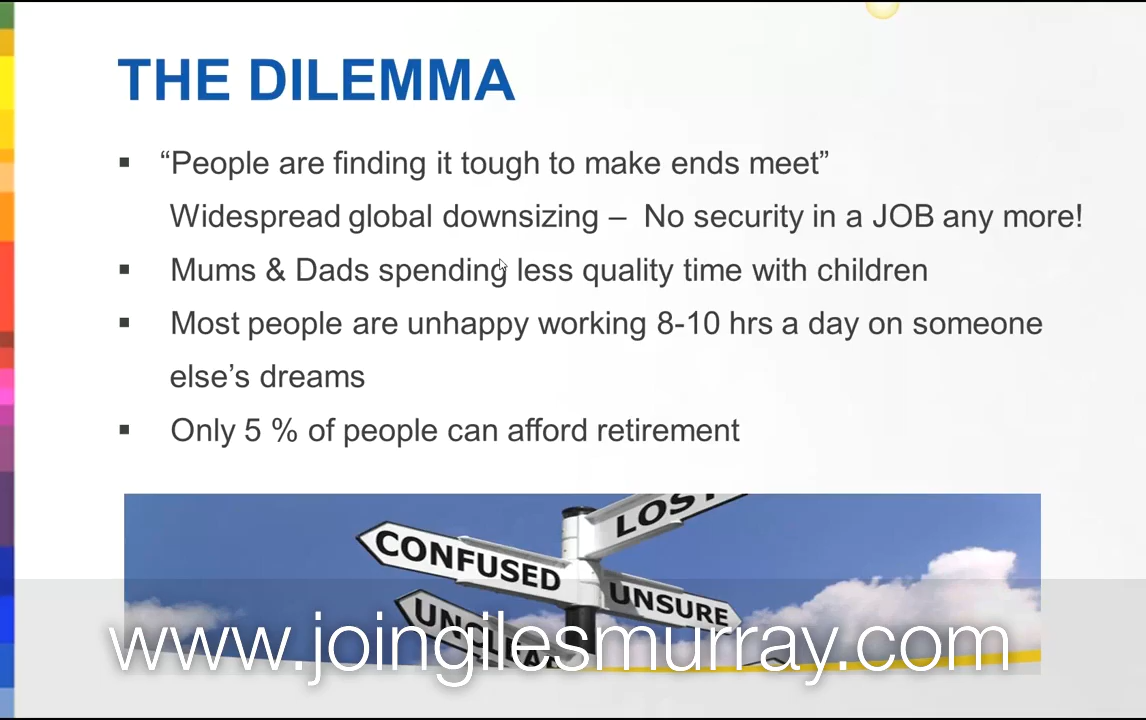 THE DILEMMA
▪ “People are finding it tough to make ends meet”
Widespread global downsizing – No security in a JOB any more!
▪ Mums & Dads spending less quality time with children
▪ Most people are unhappy working 8-10 hrs a day on someone
else’s dreams
▪ Only 5 % of people can afford retirement
LOST
CONFUSED
UNSURE
UNCLEAR
www.joingilesmurray.com